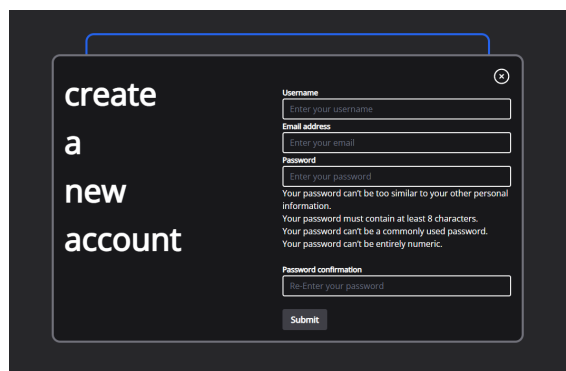 create
a
new
account
Username
Enter your username
Email address
Enter your email
Password
Enter your password
Your password can't be too similar to your other personal
information.
Your password must contain at least 8 characters.
Your password can't be a commonly used password.
Your password can't be entirely numeric.
Password confirmation
Re-Enter your password
Submit